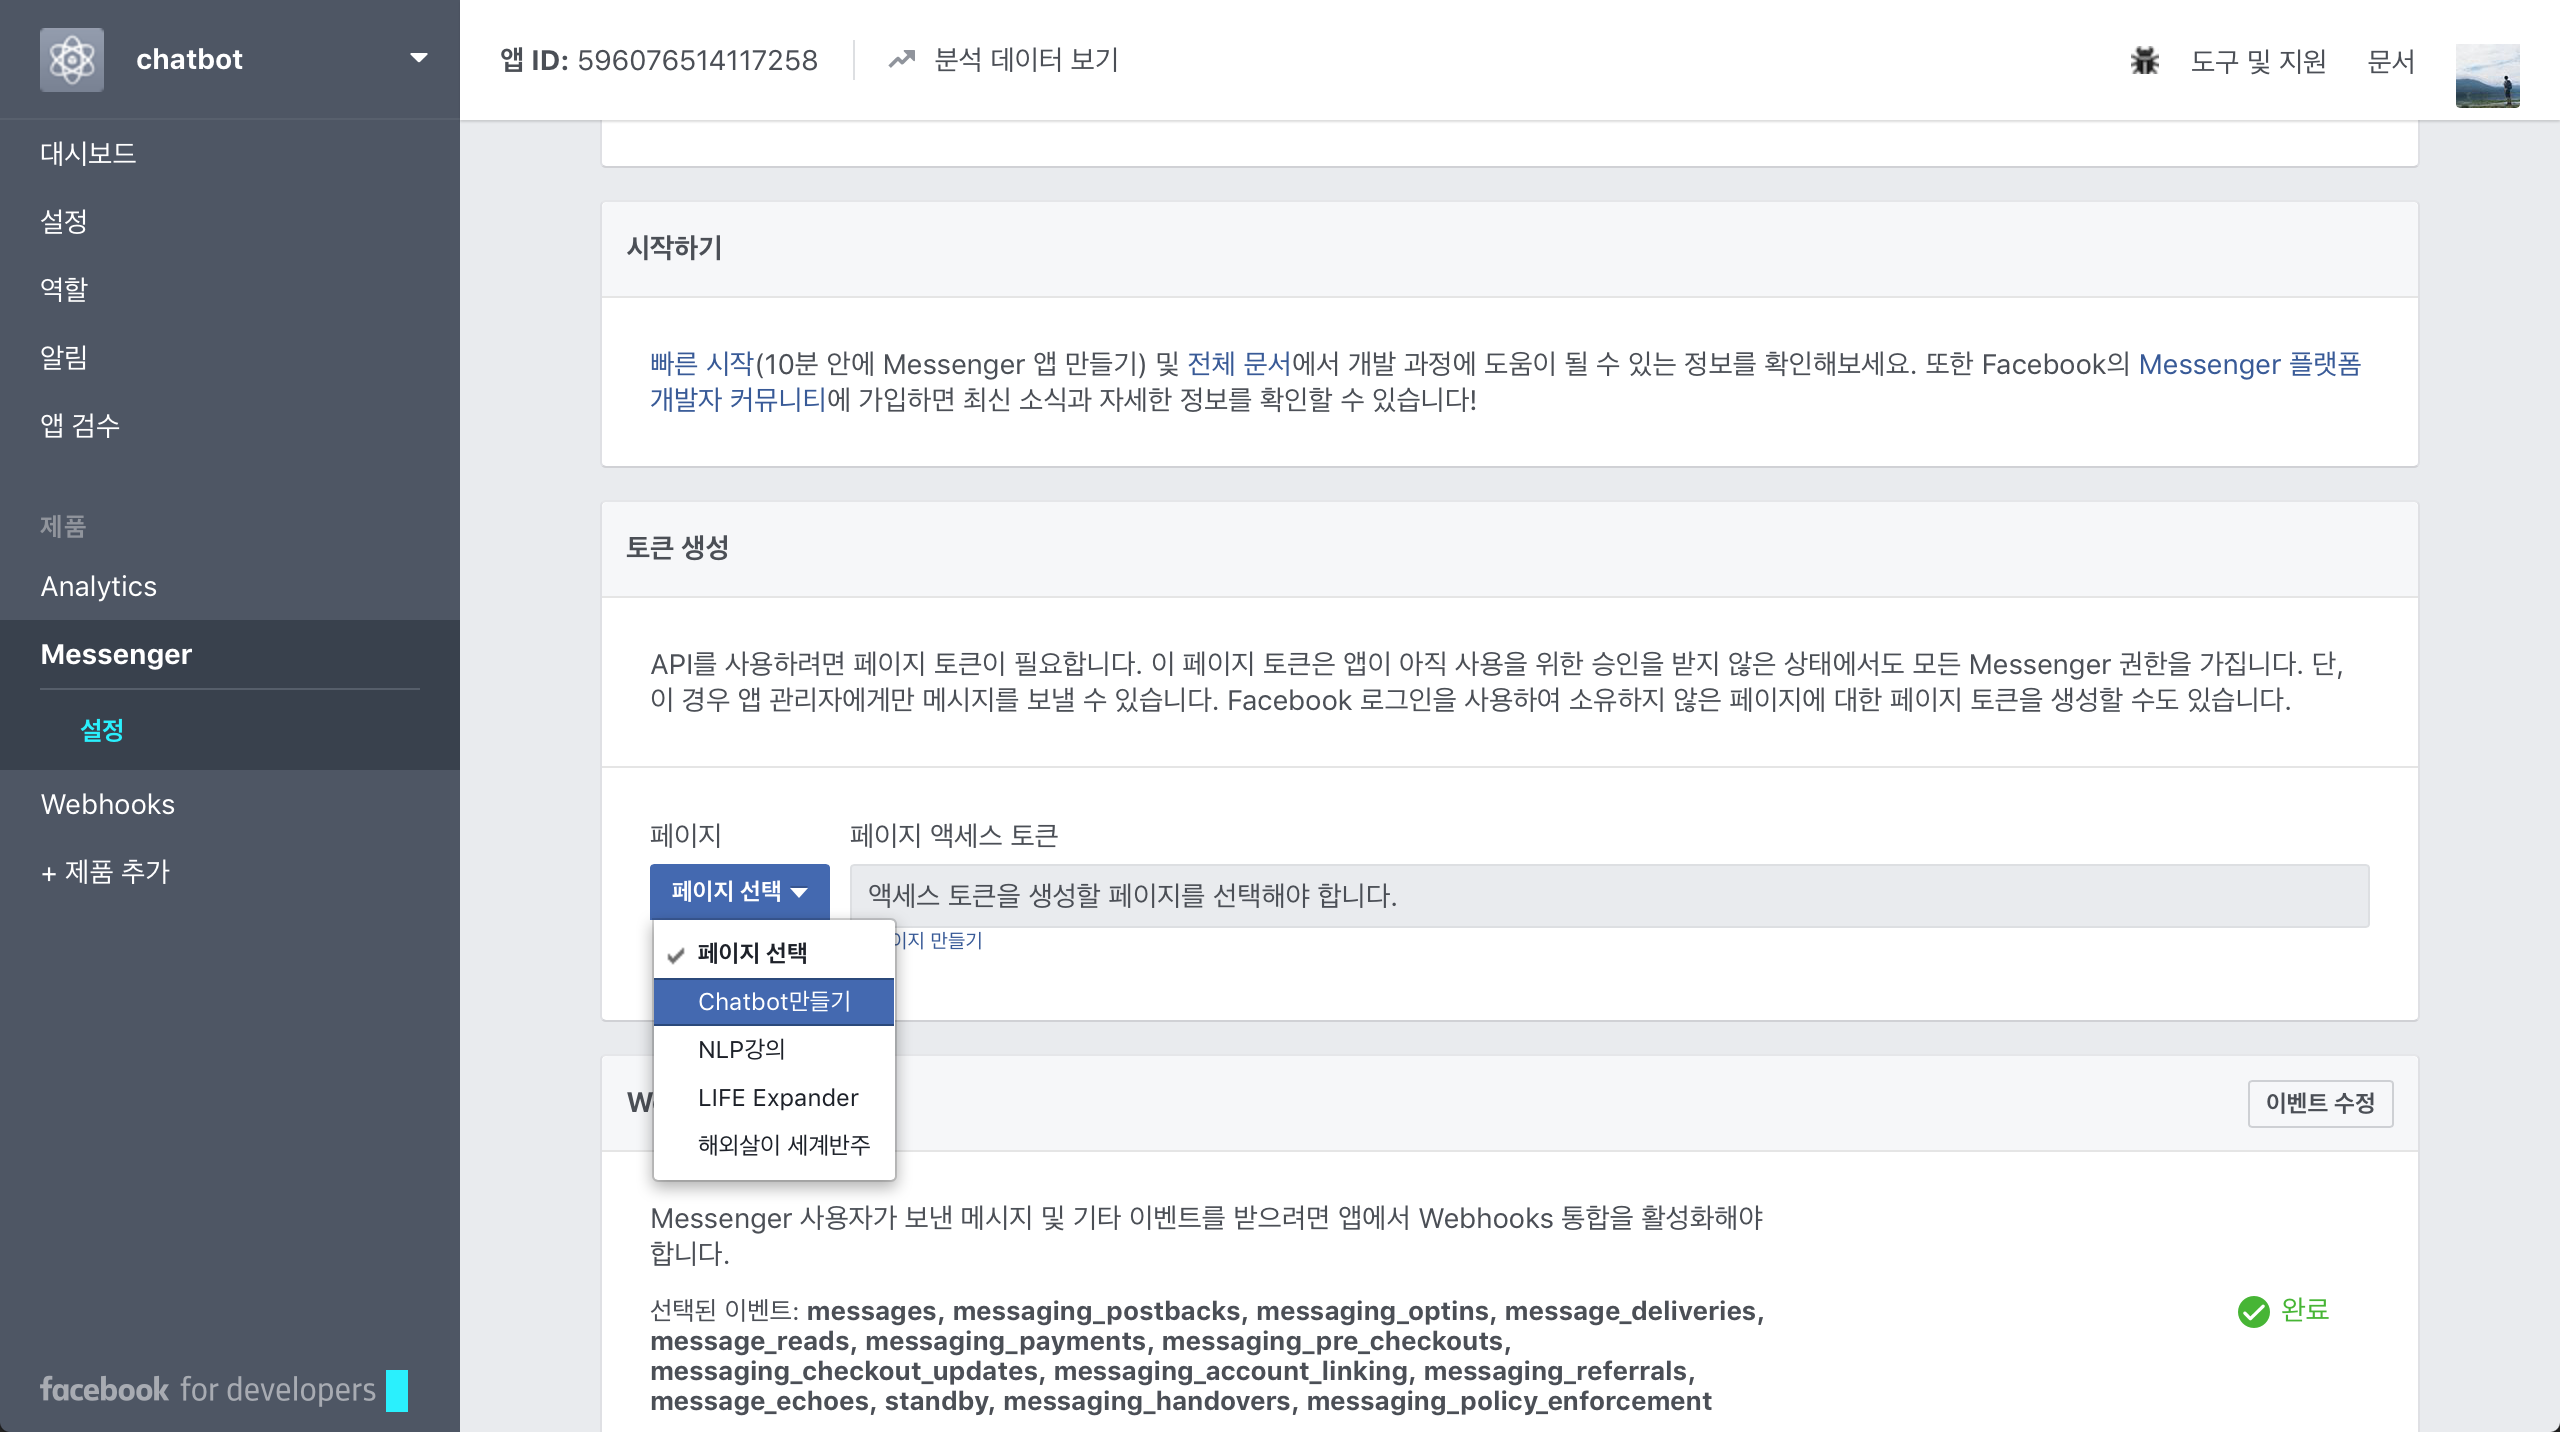 chatbot
앱 ID: 596076514117258
분석 데이터 보기
도구 및 지원
문서
대시보드
설정
역할
알림
앱 검수
제품
Analytics
Messenger
설정
Webhooks
+ 제품 추가
facebook for developers
시작하기
빠른 시작(10분 안에 Messenger 앱 만들기) 및 전체 문서에서 개발 과정에 도움이 될 수 있는 정보를 확인해보세요. 또한 Facebook의 Messenger 플랫폼
개발자 커뮤니티에 가입하면 최신 소식과 자세한 정보를 확인할 수 있습니다!
토큰 생성
API를 사용하려면 페이지 토큰이 필요합니다. 이 페이지 토큰은 앱이 아직 사용을 위한 승인을 받지 않은 상태에서도 모든 Messenger 권한을 가집니다. 단,
이 경우 앱 관리자에게만 메시지를 보낼 수 있습니다. Facebook 로그인을 사용하여 소유하지 않은 페이지에 대한 페이지 토큰을 생성할 수도 있습니다.
페이지
페이지 액세스 토큰
페이지 선택
액세스 토큰을 생성할 페이지를 선택해야 합니다.
이지 만들기
페이지 선택
Chatbot만들기
NLP강의
LIFE Expander
해외살이 세계반주
이벤트 수정
Messenger 사용자가 보낸 메시지 및 기타 이벤트를 받으려면 앱에서 Webhooks 통합을 활성화해야
합니다.
선택된 이벤트: messages, messaging_postbacks, messaging_optins, message_deliveries,
message_reads, messaging_payments, messaging_pre_checkouts,
messaging_checkout_updates, messaging_account_linking, messaging_referrals,
message_echoes, standby, messaging_handovers, messaging_policy_enforcement
완료